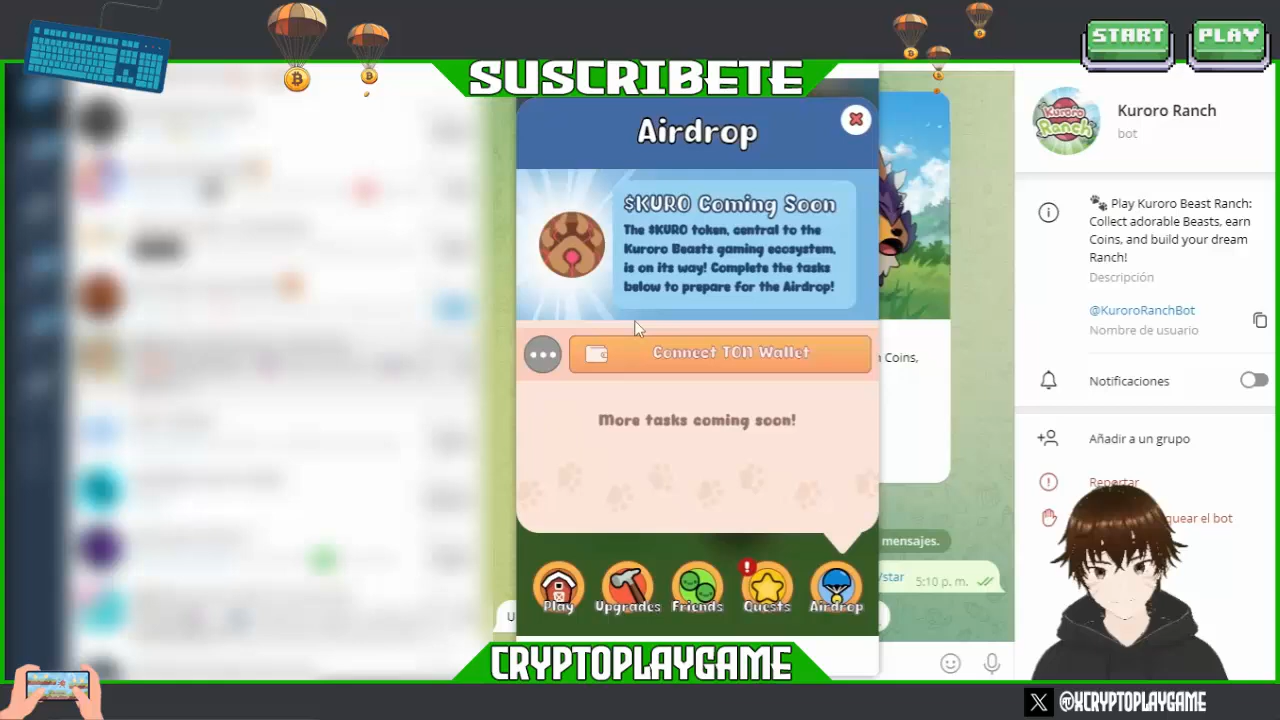 START
PLAY
SUSCRIBETE
Kuroro Ranch
bot
Airdrop
$KURO Coming Soon
The $KURO token, central to the
Kuroro Beasts gaming ecosystem,
is on its way! Complete the tasks
below to prepare for the Airdrop!
Connect TON Wallet
More tasks coming soon!
Play
Upgrades
Friends
Quests
Airdrop
n Coins,
mensajes.
/star
5:10 p. m.
U
🐾 Play Kuroro Beast Ranch:
Collect adorable Beasts, earn
Coins, and build your dream
Ranch!
Descripción
@KuroroRanchBot
Nombre de usuario
Notificaciones
Añadir a un grupo
Reportar
quear el bot
CRYPTOPLAYGAME
X @XCRYPTOPLAYGAME